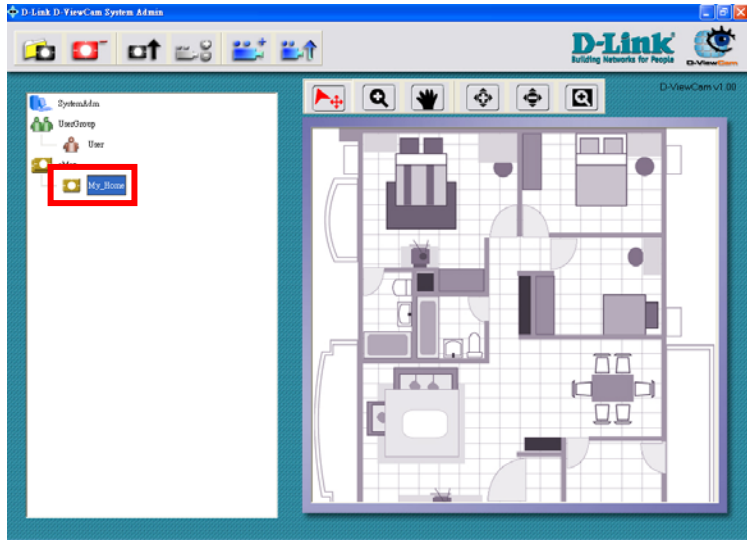 D-Link D-ViewCam System Admin
D-Link
Building Networks for People
D-ViewCam
D-ViewCam v1.00
SystemAdm
UserGroup
User
My_Home